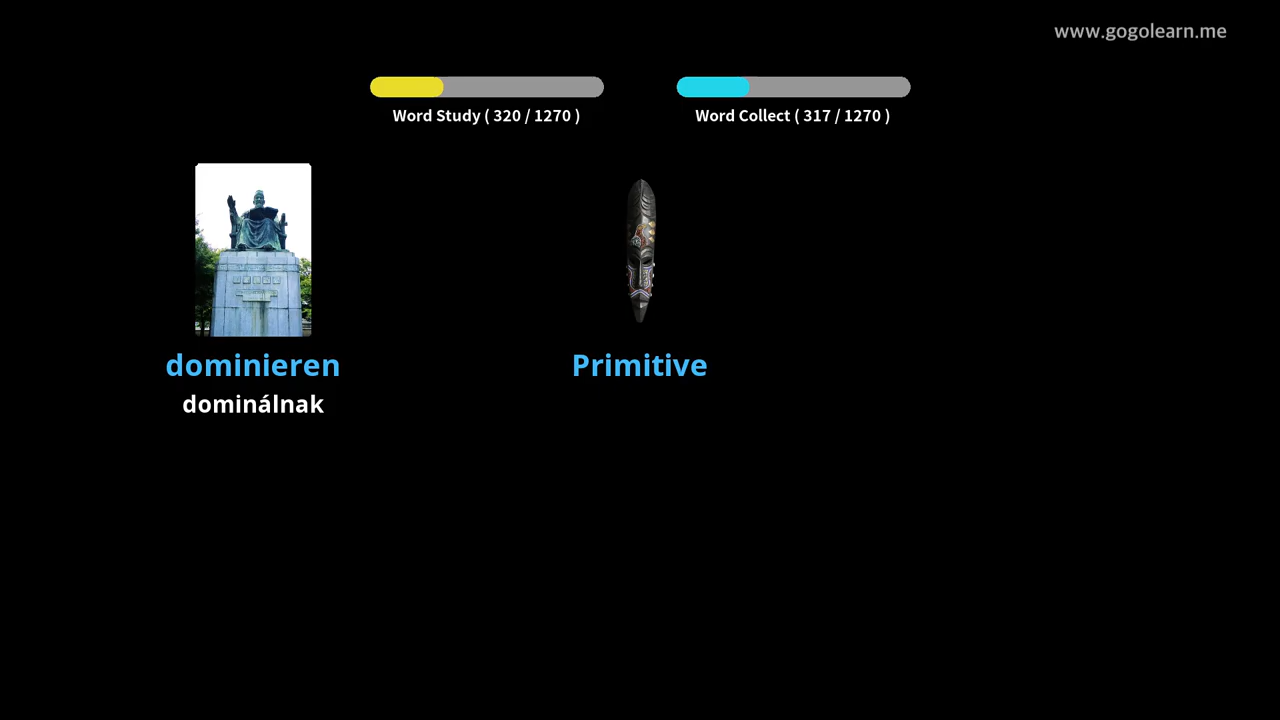 www.gogolearn.me
Word Study ( 320 / 1270 )
Word Collect ( 317 / 1270 )
dominieren
Primitive
dominálnak